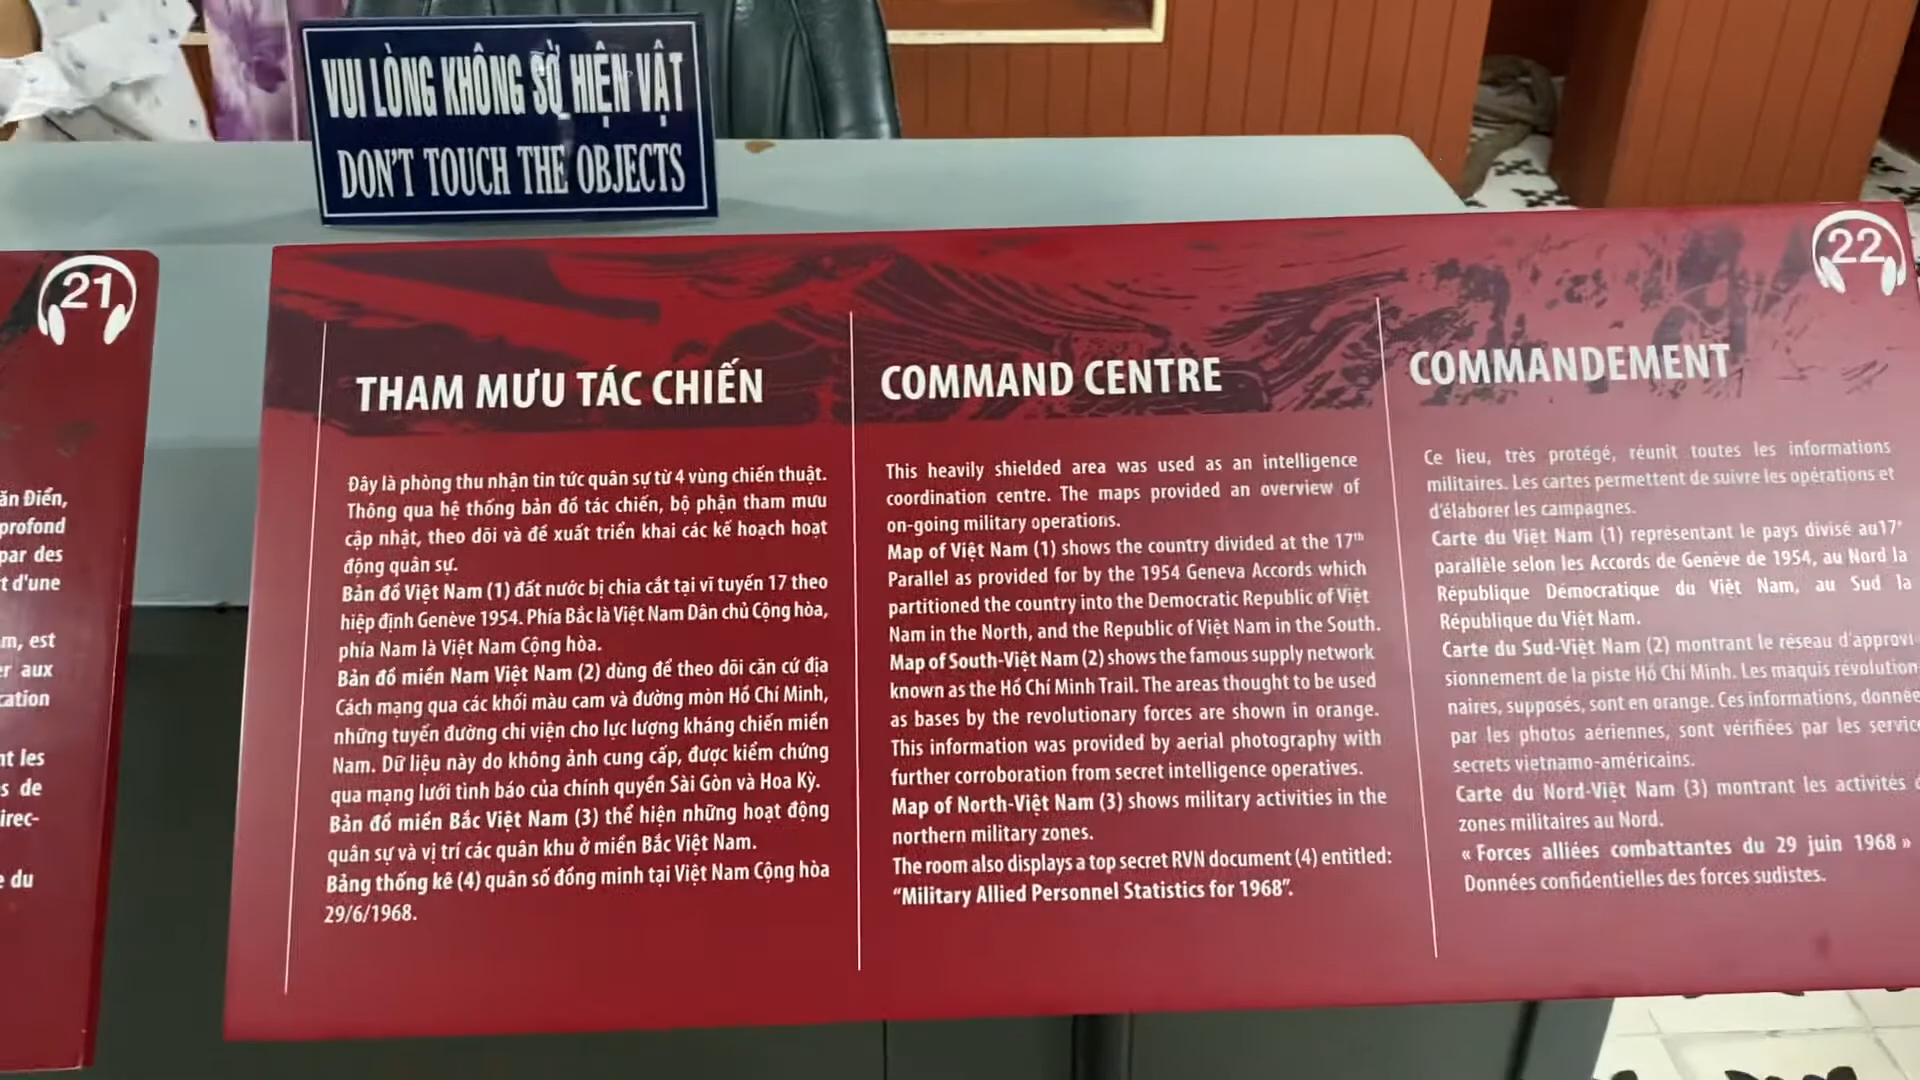 VUI LÒNG KHÔNG SỜ HIỆN VẬT
DON'T TOUCH THE OBJECTS
21
ăn Điển,
profond
par des
t d'une
m, est
er aux
cation
nt les
s de
irec-
e du
22
THAM MƯU TÁC CHIẾN
Đây là phòng thu nhận tin tức quân sự từ 4 vùng chiến thuật.
Thông qua hệ thống bản đồ tác chiến, bộ phận tham mưu
cập nhật, theo dõi và đề xuất triển khai các kế hoạch hoạt
động quân sự.
Bản đồ Việt Nam (1) đất nước bị chia cắt tại vĩ tuyến 17 theo
hiệp định Genève 1954. Phía Bắc là Việt Nam Dân chủ Cộng hòa,
phía Nam là Việt Nam Cộng hòa.
Bản đồ miền Nam Việt Nam (2) dùng để theo dõi căn cứ địa
Cách mạng qua các khối màu cam và đường mòn Hồ Chí Minh,
những tuyến đường chi viện cho lực lượng kháng chiến miền
Nam. Dữ liệu này do không ảnh cung cấp, được kiểm chứng
qua mạng lưới tình báo của chính quyền Sài Gòn và Hoa Kỳ.
Bản đồ miền Bắc Việt Nam (3) thể hiện những hoạt động
quân sự và vị trí các quân khu ở miền Bắc Việt Nam.
Bảng thống kê (4) quân số đồng minh tại Việt Nam Cộng hòa
29/6/1968.
COMMAND CENTRE
This heavily shielded area was used as an intelligence
coordination centre. The maps provided an overview of
on-going military operations.
Map of Việt Nam (1) shows the country divided at the 17th
Parallel as provided for by the 1954 Geneva Accords which
partitioned the country into the Democratic Republic of Việt
Nam in the North, and the Republic of Việt Nam in the South.
Map of South-Việt Nam (2) shows the famous supply network
known as the Hồ Chí Minh Trail. The areas thought to be used
as bases by the revolutionary forces are shown in orange.
This information was provided by aerial photography with
further corroboration from secret intelligence operatives.
Map of North-Việt Nam (3) shows military activities in the
northern military zones.
The room also displays a top secret RVN document (4) entitled:
“Military Allied Personnel Statistics for 1968”.
COMMANDEMENT
Ce lieu, très protégé, réunit toutes les informations
militaires. Les cartes permettent de suivre les opérations et
d'élaborer les campagnes.
Carte du Việt Nam (1) représentant le pays divisé au17e
parallèle selon les Accords de Genève de 1954, au Nord la
République Démocratique du Việt Nam, au Sud la
République du Việt Nam.
Carte du Sud-Việt Nam (2) montrant le réseau d'approvi
sionnement de la piste Hồ Chí Minh. Les maquis révolution
naires, supposés, sont en orange. Ces informations, donnée
par les photos aériennes, sont vérifiées par les service
secrets vietnamo-américains.
Carte du Nord-Việt Nam (3) montrant les activités d
zones militaires au Nord.
« Forces alliées combattantes du 29 juin 1968 »
Données confidentielles des forces sudistes.